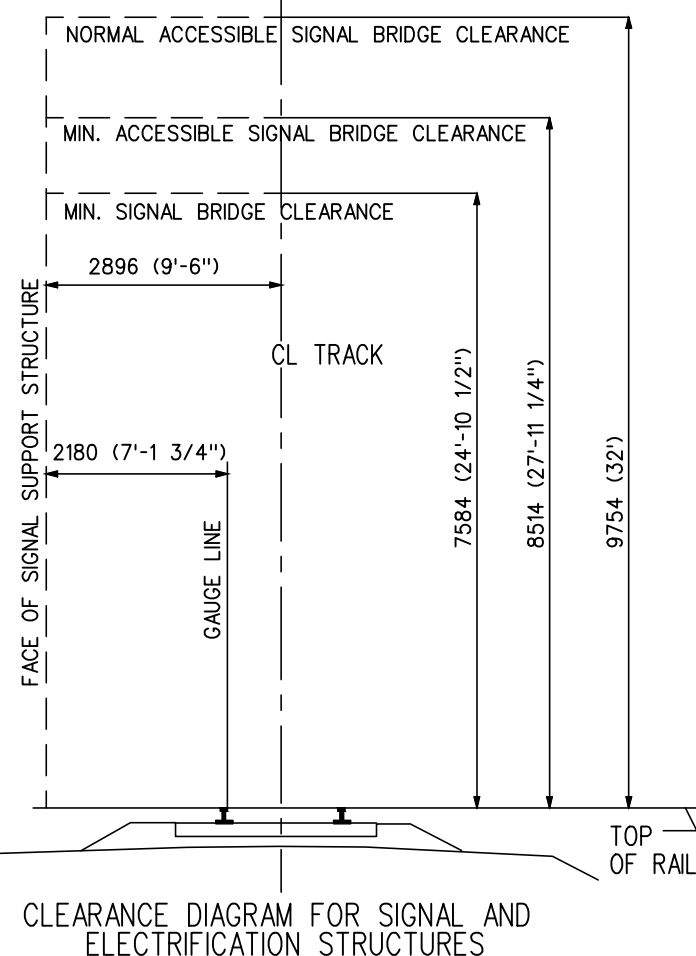 NORMAL ACCESSIBLE SIGNAL BRIDGE CLEARANCE
MIN. ACCESSIBLE SIGNAL BRIDGE CLEARANCE
MIN. SIGNAL BRIDGE CLEARANCE
2896 (9'-6")
CL TRACK
FACE OF SIGNAL SUPPORT STRUCTURE
2180 (7'-1 3/4")
GAUGE LINE
7584 (24'-10 1/2")
8514 (27'-11 1/4")
9754 (32')
TOP
OF RAIL
CLEARANCE DIAGRAM FOR SIGNAL AND
ELECTRIFICATION STRUCTURES